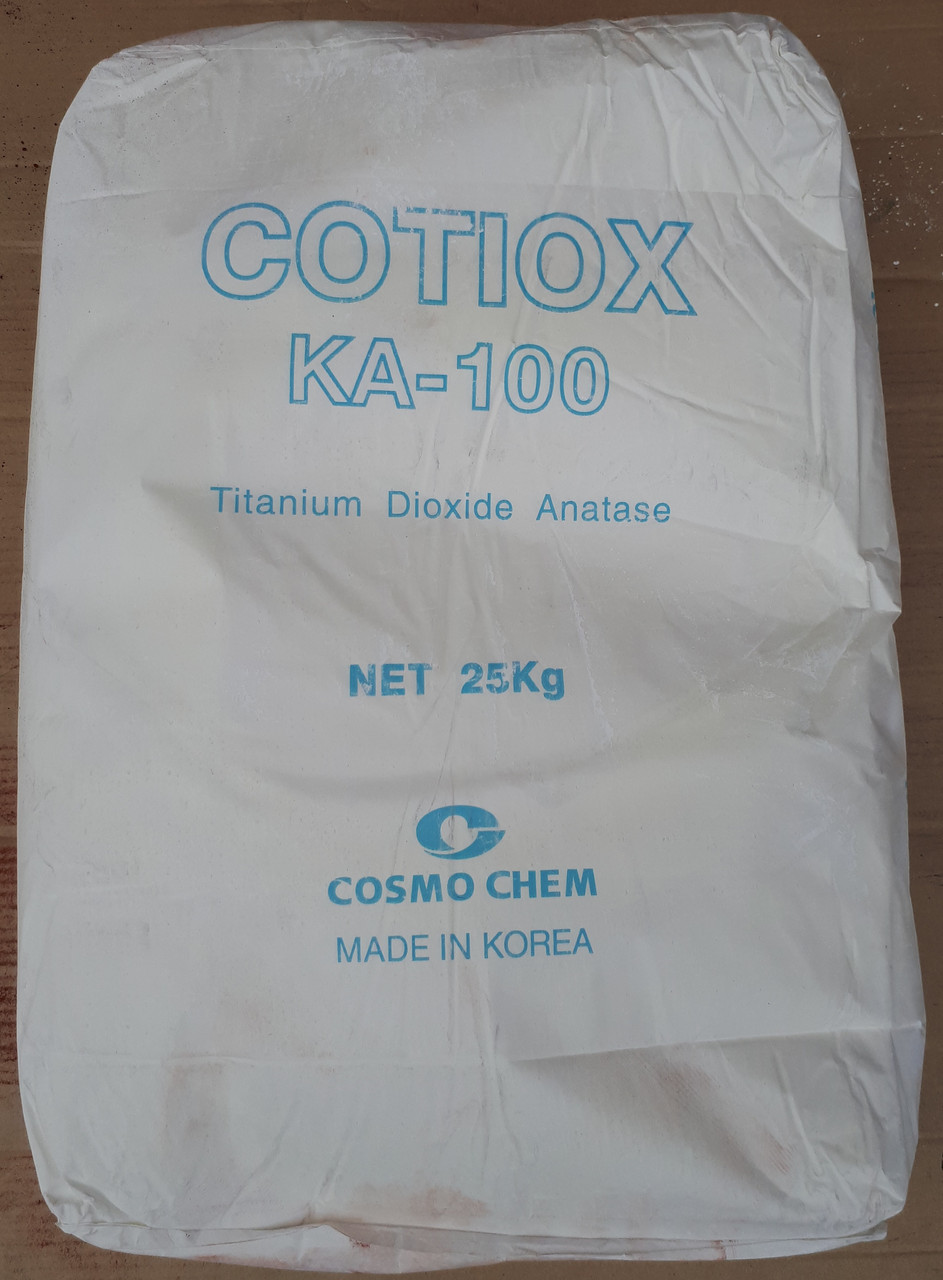 COTIOX
KA-100
Titanium Dioxide Anatase
NET 25Kg
COSMO CHEM
MADE IN KOREA